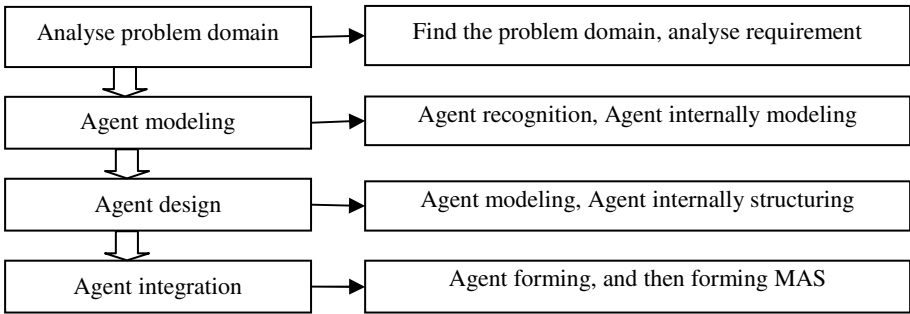 Analyse problem domain
Find the problem domain, analyse requirement
Agent modeling
Agent recognition, Agent internally modeling
Agent design
Agent modeling, Agent internally structuring
Agent integration
Agent forming, and then forming MAS